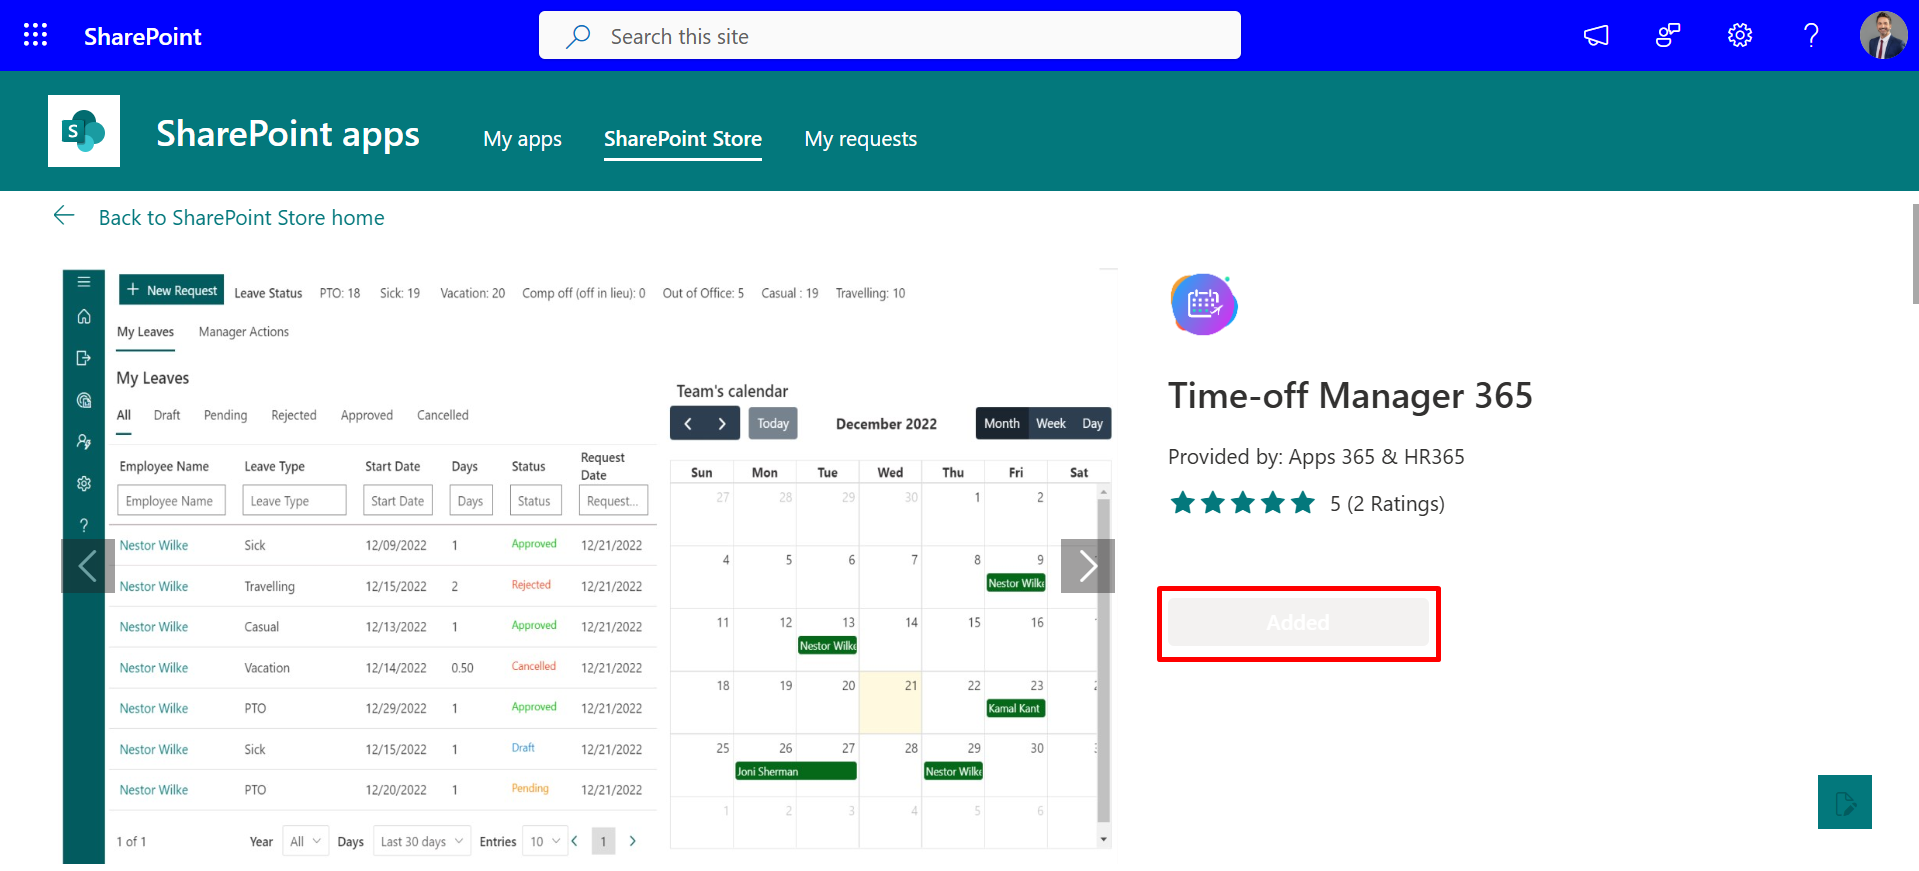 SharePoint
Search this site
S
SharePoint apps
My apps
SharePoint Store
My requests
Back to SharePoint Store home
+ New Request
Leave Status PTO: 18 Sick: 19 Vacation: 20 Comp off (off in lieu): 0 Out of Office: 5 Casual : 19 Travelling: 10
My Leaves Manager Actions
My Leaves
All Draft Pending Rejected Approved Cancelled
Employee Name Leave Type Start Date Days Status Request Date
Employee Name Leave Type Start Date Days Status Request...
Nestor Wilke Sick 12/09/2022 1 Approved 12/21/2022
Nestor Wilke Travelling 12/15/2022 2 Rejected 12/21/2022
Nestor Wilke Casual 12/13/2022 1 Approved 12/21/2022
Nestor Wilke Vacation 12/14/2022 0.50 Cancelled 12/21/2022
Nestor Wilke PTO 12/29/2022 1 Approved 12/21/2022
Nestor Wilke Sick 12/15/2022 1 Draft 12/21/2022
Nestor Wilke PTO 12/20/2022 1 Pending 12/21/2022
1 of 1 Year All Days Last 30 days Entries 10 1
Team's calendar
Today December 2022 Month Week Day
Sun Mon Tue Wed Thu Fri Sat
27 28 29 30 1 2
4 5 6 7 8 9
Nestor Wilke
11 12 13 14 15 16
Nestor Wilke
18 19 20 21 22 23
Kamal Kant
25 26 27 28 29 30
Joni Sherman Nestor Wilke
1 2 3 4 5 6
Time-off Manager 365
Provided by: Apps 365 & HR365
5 (2 Ratings)
Added